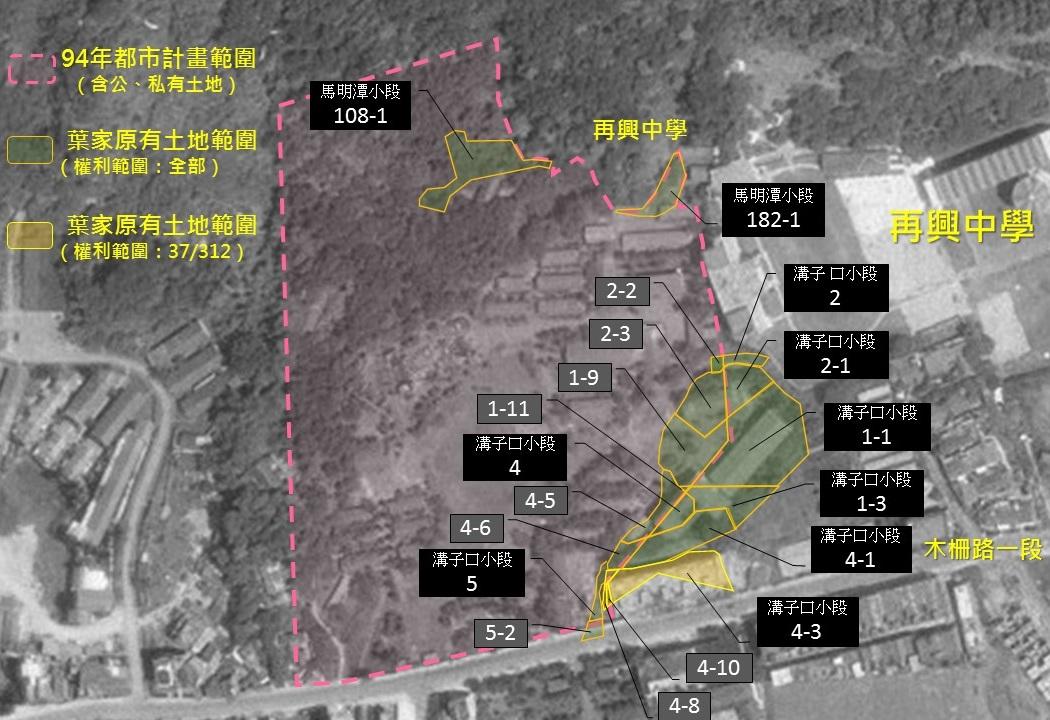 94年都市計畫範圍
（含公、私有土地）
葉家原有土地範圍
（權利範圍：全部）
葉家原有土地範圍
（權利範圍：37/312）
馬明潭小段
108-1
再興中學
馬明潭小段
182-1
再興中學
溝子口小段
2
2-2
2-3
溝子口小段
2-1
1-9
1-11
溝子口小段
1-1
溝子口小段
4
溝子口小段
1-3
4-5
4-6
溝子口小段
4-1
木柵路一段
溝子口小段
5
溝子口小段
4-3
5-2
4-10
4-8